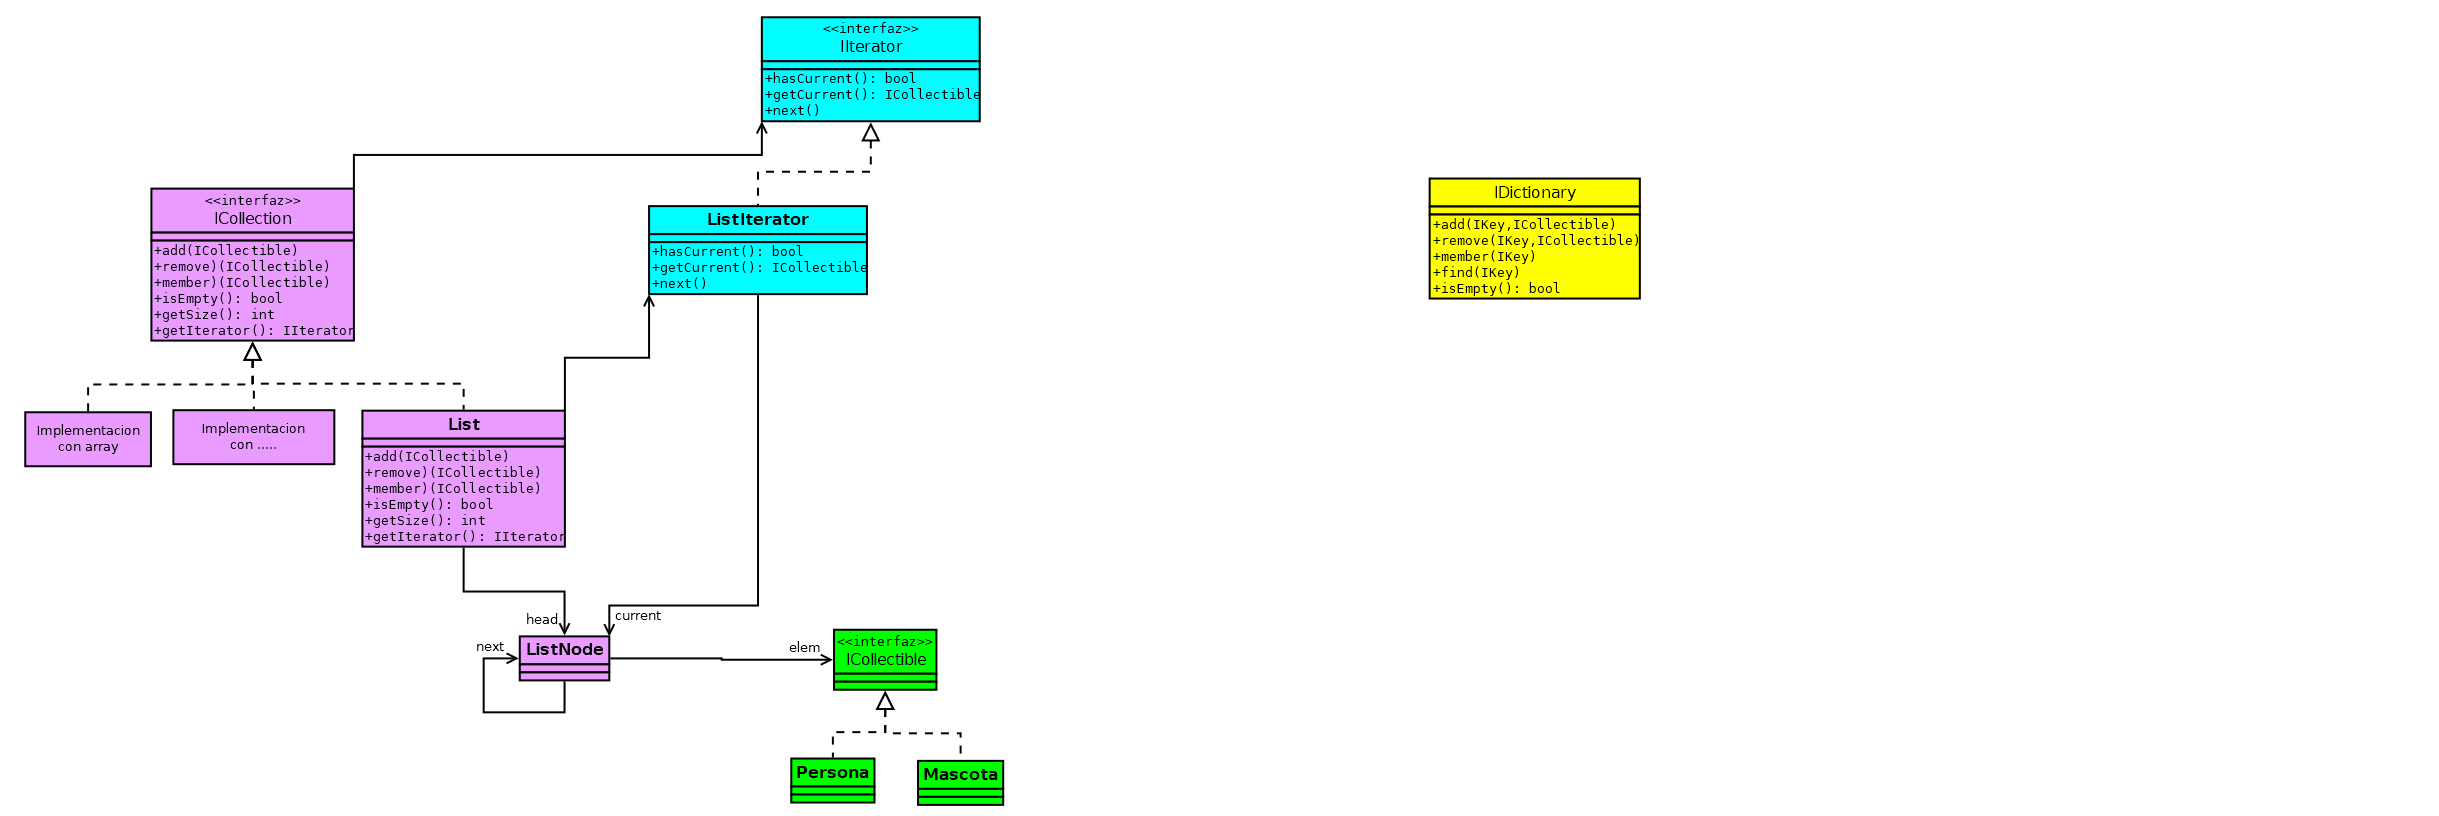 <<interfaz>>
IIterator
+hasCurrent(): bool
+getCurrent(): ICollectible
+next()
<<interfaz>>
ICollection
+add(ICollectible)
+remove)(ICollectible)
+member)(ICollectible)
+isEmpty(): bool
+getSize(): int
+getIterator(): IIterator
ListIterator
+hasCurrent(): bool
+getCurrent(): ICollectible
+next()
IDictionary
+add(IKey,ICollectible)
+remove(IKey,ICollectible)
+member(IKey)
+find(IKey)
+isEmpty(): bool
Implementacion
con array
Implementacion
con .....
List
+add(ICollectible)
+remove)(ICollectible)
+member)(ICollectible)
+isEmpty(): bool
+getSize(): int
+getIterator(): IIterator
head
current
next
ListNode
elem
<<interfaz>>
ICollectible
Persona
Mascota